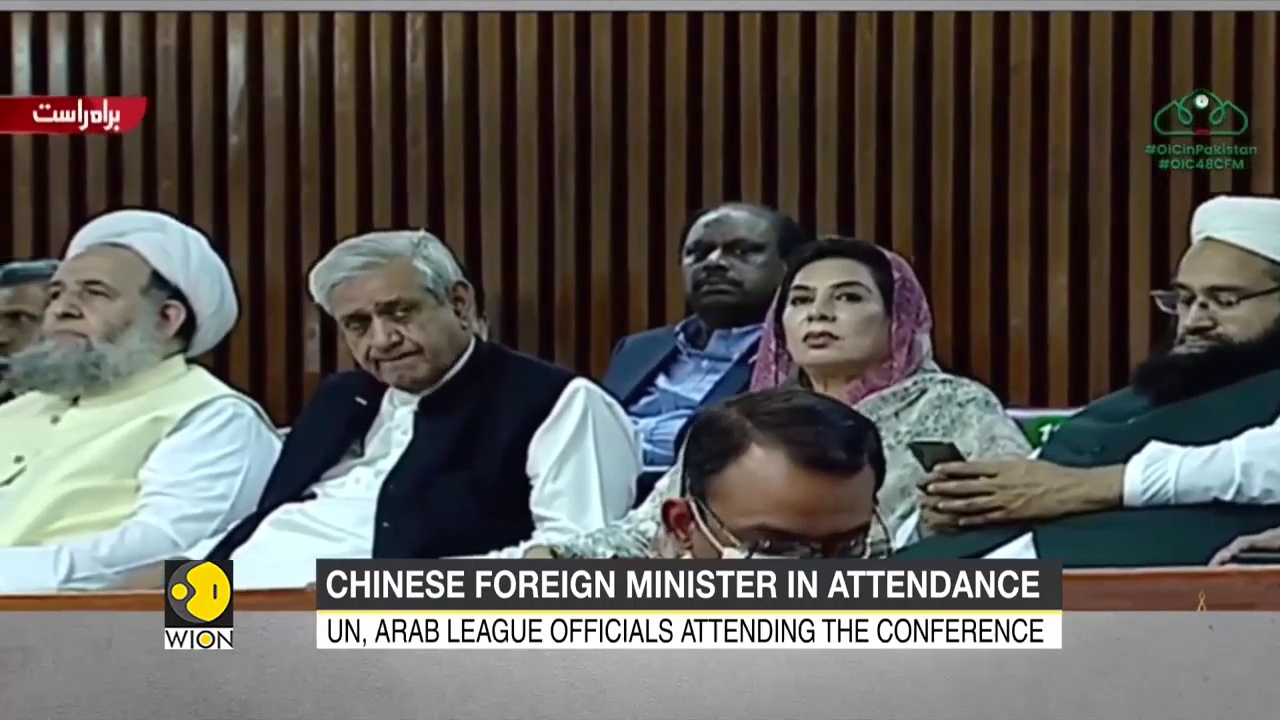 براہ راست
#OICinPakistan
#OIC48CFM
CHINESE FOREIGN MINISTER IN ATTENDANCE
UN, ARAB LEAGUE OFFICIALS ATTENDING THE CONFERENCE
WION